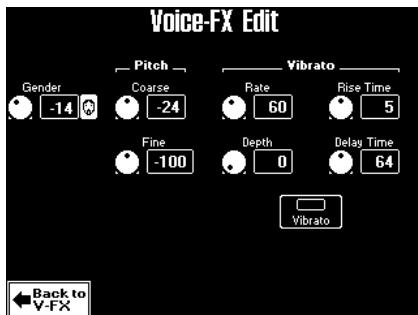 Voice-FX Edit
Pitch
Vibrato
Gender
Coarse
Rate
Rise Time
-14
-24
60
5
Fine
Depth
Delay Time
-100
0
64
Vibrato
Back to
V-FX